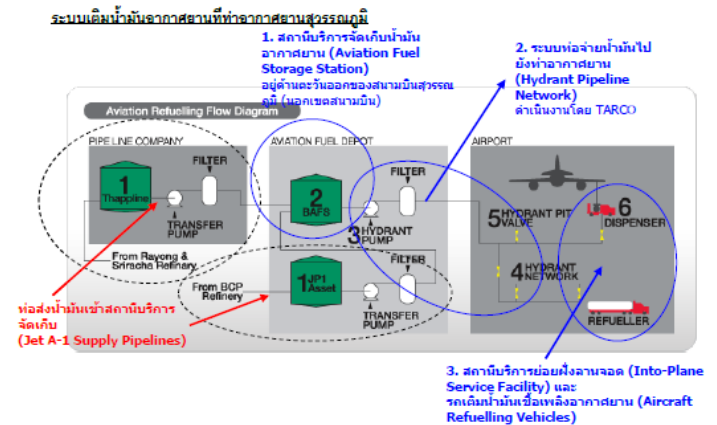 ระบบเติมน้ำมันอากาศยานที่ท่าอากาศยานสุวรรณภูมิ
1. สถานีบริการจัดเก็บน้ำมัน
อากาศยาน (Aviation Fuel
Storage Station)
อยู่ด้านตะวันออกของสนามบินสุวรรณ
ภูมิ (นอกเขตสนามบิน)
2. ระบบท่อจ่ายน้ำมันไป
ยังท่าอากาศยาน
(Hydrant Pipeline
Network)
ดำเนินงานโดย TARCO
Aviation Refuelling Flow Diagram
PIPE LINE COMPANY
AVIATION FUEL DEPOT
AIRPORT
FILTER
1
Thappline
TRANSFER
PUMP
From Rayong &
Sriracha Refinery
2
BAFS
FILTER
3 HYDRANT
PUMP
5 HYDRANT PIT
VALVE
6
DISPENSER
From BCP
Refinery
1 JP1
Asset
FILTER
TRANSFER
PUMP
4 HYDRANT
NETWORK
REFUELLER
ท่อส่งน้ำมันเข้าสถานีบริการ
จัดเก็บ
(Jet A-1 Supply Pipelines)
3. สถานีบริการย่อยฝั่งลานจอด (Into-Plane
Service Facility) และ
รถเติมน้ำมันเชื้อเพลิงอากาศยาน (Aircraft
Refuelling Vehicles)